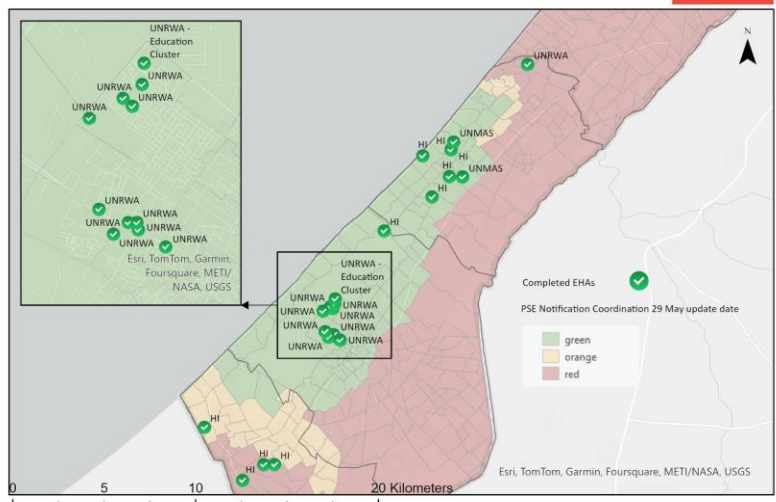 UNRWA -
Education
Cluster
UNRWA
UNRWA
UNRWA
UNRWA
UNRWA
UNRWA
UNRWA
UNRWA
UNRWA
UNRWA
Esri, TomTom, Garmin,
Foursquare, METI/
NASA, USGS
N
UNRWA
HI
HI
UNMAS
HI
HI
UNMAS
HI
HI
UNRWA -
Education
Cluster
UNRWA
UNRWA
UNRWA
UNRWA
UNRWA
UNRWA
UNRWA
UNRWA
HI
HI
HI
HI
Completed EHAs
PSE Notification Coordination 29 May update date
green
orange
red
0 5 10 20 Kilometers
Esri, TomTom, Garmin, Foursquare, METI/NASA, USGS